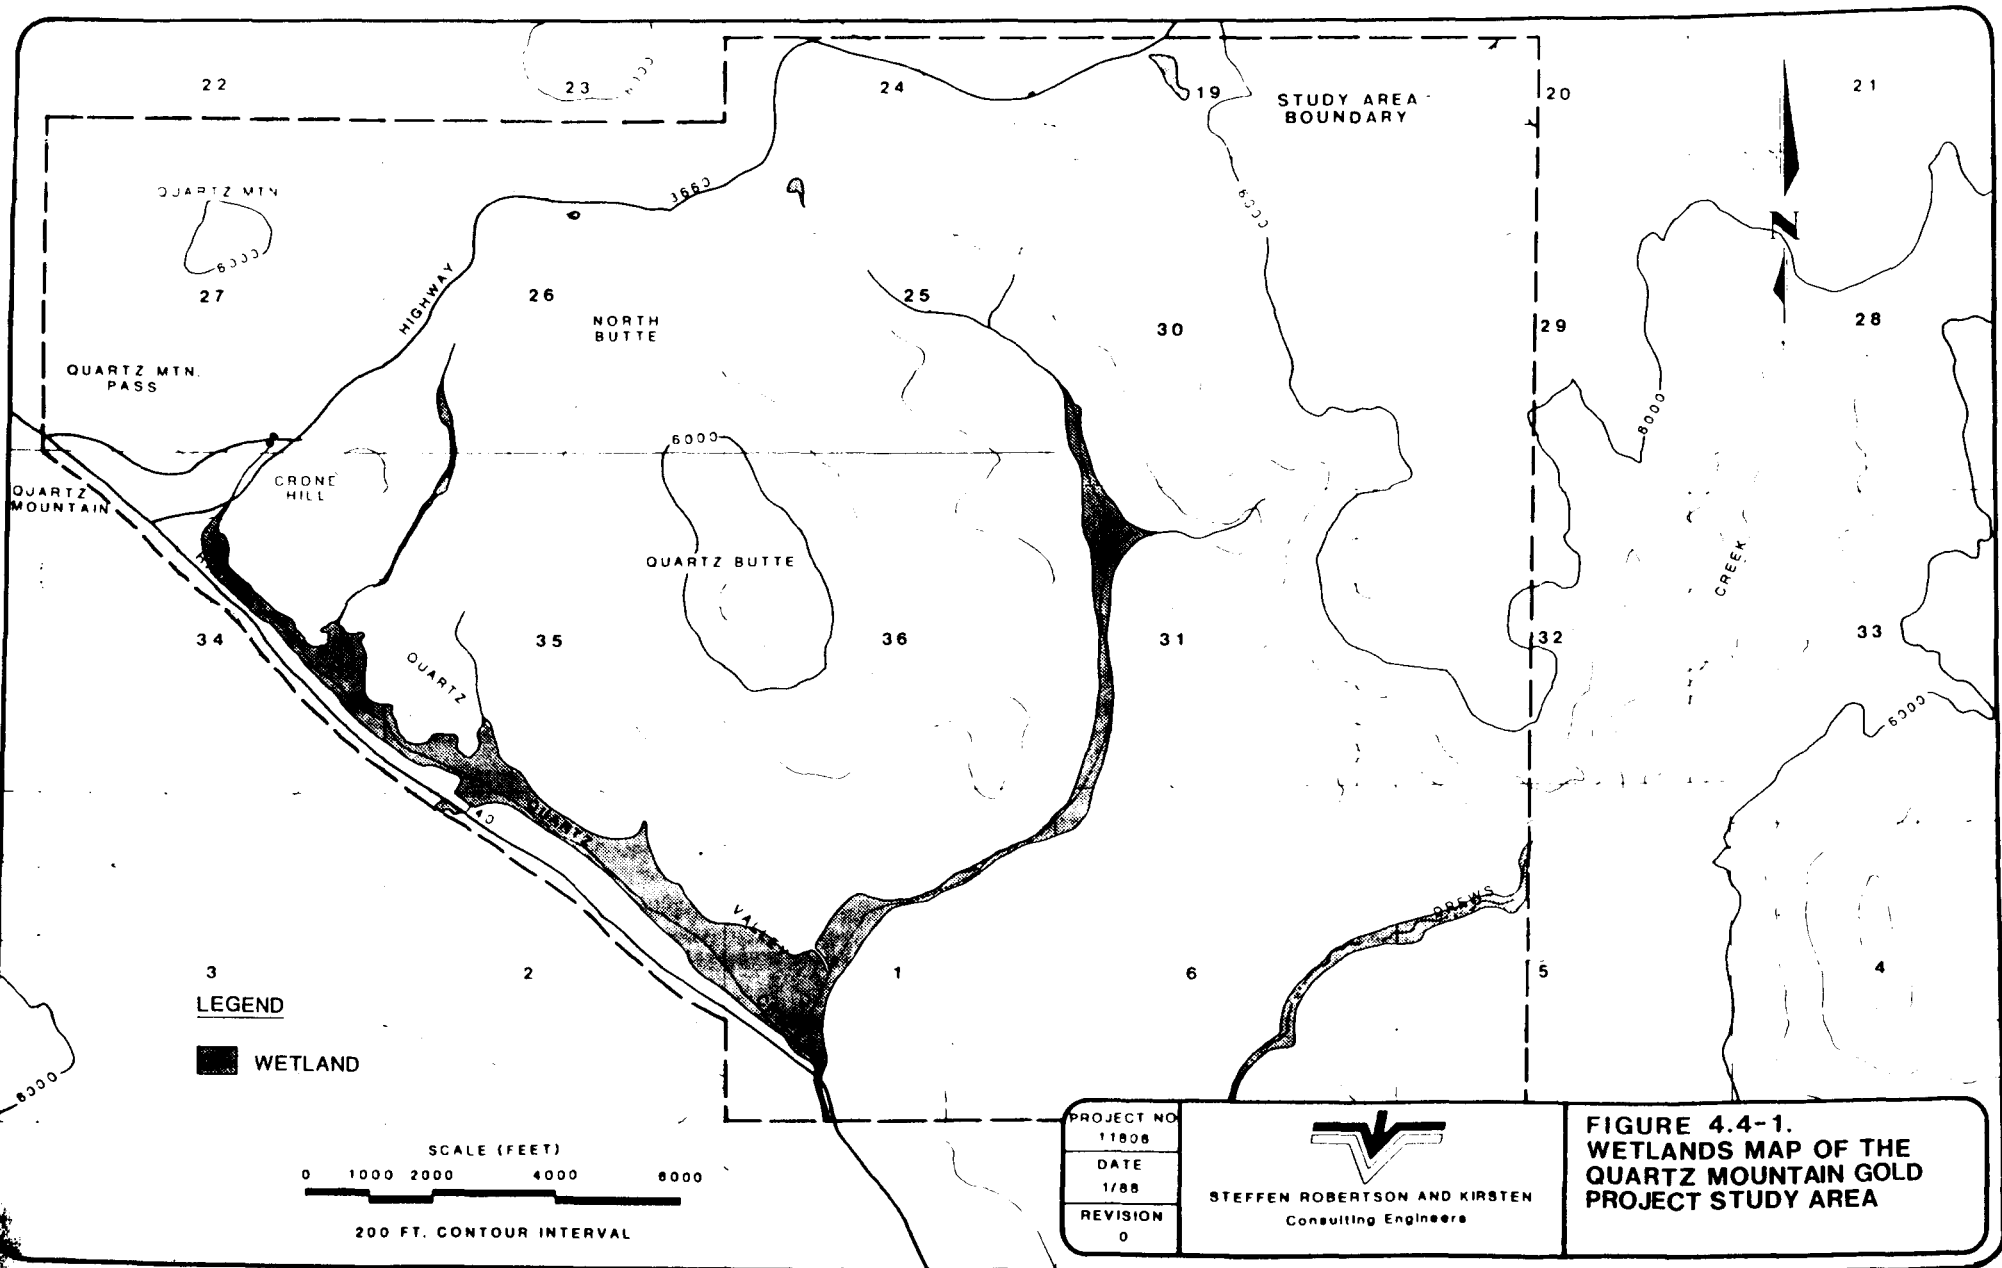 22
23
24
19
20
21
STUDY AREA
BOUNDARY
QUARTZ MTN
6000
3660
6000
27
HIGHWAY
26
NORTH
BUTTE
25
30
29
28
QUARTZ MTN.
PASS
6000
6000
QUARTZ
MOUNTAIN
CRONE
HILL
QUARTZ BUTTE
CREEK
34
35
36
31
32
33
QUARTZ
6000
140
QUARTZ
VALLEY
DREWS
3
2
1
6
5
4
LEGEND
WETLAND
6000
SCALE (FEET)
0 1000 2000 4000 6000
200 FT. CONTOUR INTERVAL
PROJECT NO
11806
DATE
1/88
REVISION
0
STEFFEN ROBERTSON AND KIRSTEN
Consulting Engineers
FIGURE 4.4-1.
WETLANDS MAP OF THE
QUARTZ MOUNTAIN GOLD
PROJECT STUDY AREA
N